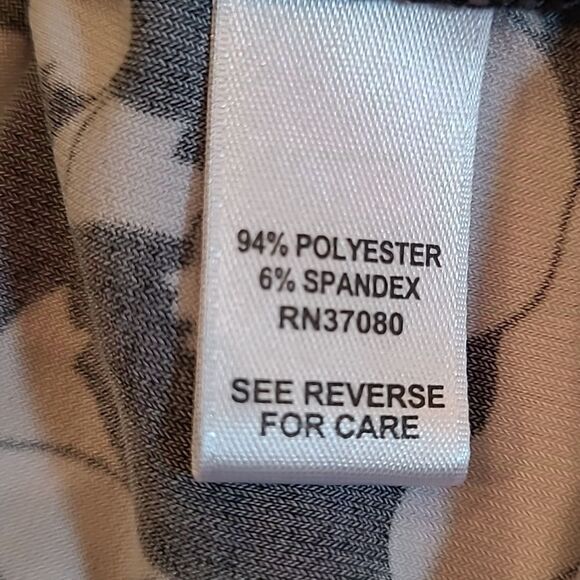 94% POLYESTER
6% SPANDEX
RN37080
SEE REVERSE
FOR CARE